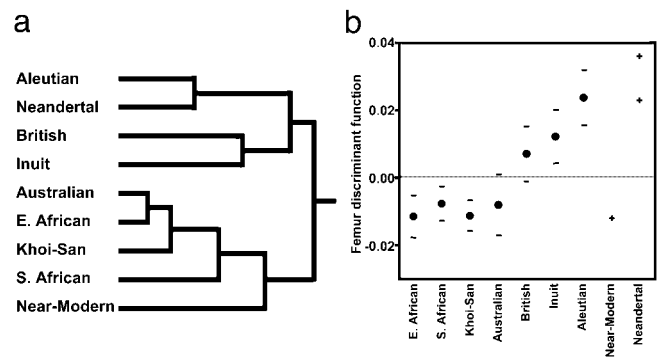 a
Aleutian
Neandertal
British
Inuit
Australian
E. African
Khoi-San
S. African
Near-Modern
b
Femur discriminant function
0.04
0.02
0.00
-0.02
E. African
S. African
Khoi-San
Australian
British
Inuit
Aleutian
Near-Modern
Neandertal